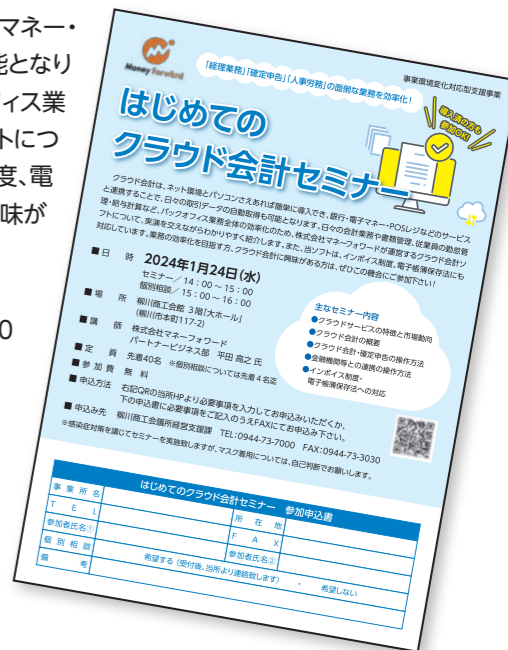 マネー・
能となり
ィス業
トにつ
度、電
味が
0
Money Forward
事業環境変化対応型支援事業
「経理業務」「確定申告」「人事労務」の面倒な業務を効率化！
導入済の方も
参加OK！
はじめての
クラウド会計セミナー
クラウド会計は、ネット環境とパソコンさえあれば簡単に導入でき、銀行・電子マネー・POSレジなどのサービス
と連携することで、日々の取引データの自動取得も可能となります。日々の会計業務や書類管理、従業員の勤怠管
理・給与計算など、バックオフィス業務全体の効率化のため、株式会社マネーフォワードが運営するクラウド会計ソ
フトについて、実演を交えながらわかりやすく紹介します。また、当ソフトは、インボイス制度、電子帳簿保存法にも
対応しています。業務の効率化を目指す方、クラウド会計に興味がある方は、ぜひこの機会にご参加下さい！
■日　時　2024年1月24日(水)
セミナー／14：00～15：00
個別相談／15：00～16：00
■場　所　柳川商工会館 3階「大ホール」
(柳川市本町117-2)
■講　師　株式会社マネーフォワード
パートナービジネス部　平田 高之 氏
■定　員　先着40名　※個別相談については先着4名迄
■参加費　無 料
■申込方法　右記QRの当所HPより必要事項を入力してお申込みいただくか、
下の申込書に必要事項をご記入のうえFAXにてお申込み下さい。
■申込み先　柳川商工会議所経営支援課　TEL:0944-73-7000　FAX:0944-73-3030
※感染症対策を講じてセミナーを実施致しますが、マスク着用については、自己判断でお願いします。
主なセミナー内容
●クラウドサービスの特徴と市場動向
●クラウド会計の概要
●クラウド会計・確定申告の操作方法
●金融機関等との連携の操作方法
●インボイス制度・
電子帳簿保存法への対応
はじめてのクラウド会計セミナー　参加申込書
事業所名　所在地
TEL　FAX
参加者氏名①　参加者氏名②
個別相談　希望する（受付後、当所より連絡致します）　・　希望しない
備考